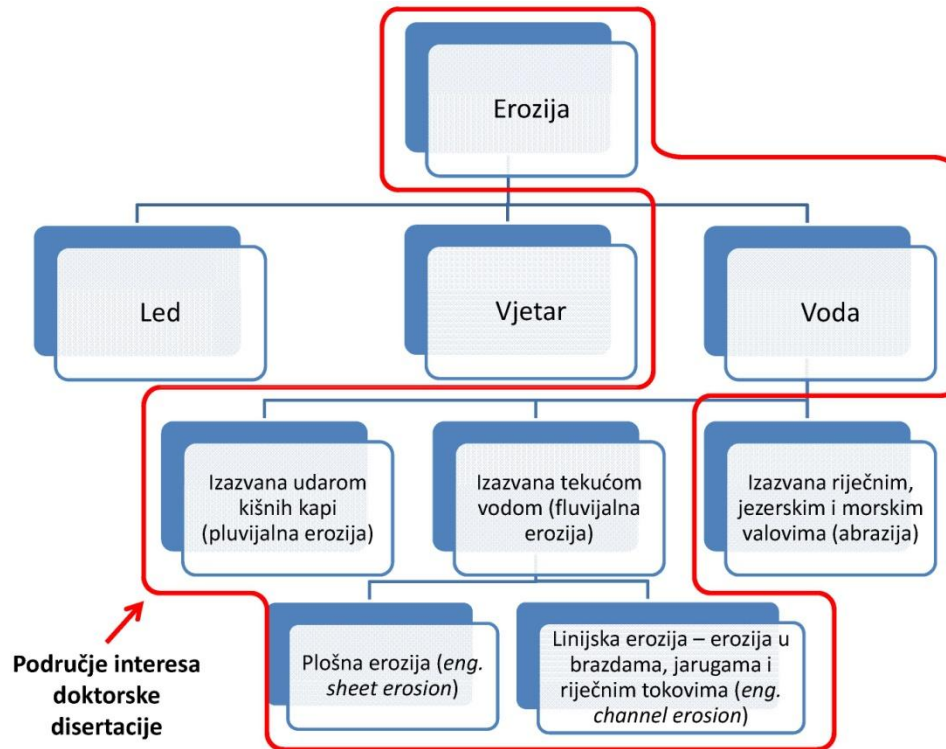 Erozija
Led
Vjetar
Voda
Izazvana udarom
kišnih kapi
(pluvijalna erozija)
Izazvana tekućom
vodom (fluvijalna
erozija)
Izazvana riječnim,
jezerskim i morskim
valovima (abrazija)
Plošna erozija (eng.
sheet erosion)
Linijska erozija – erozija u
brazdama, jarugama i
riječnim tokovima (eng.
channel erosion)
Područje interesa
doktorske
disertacije